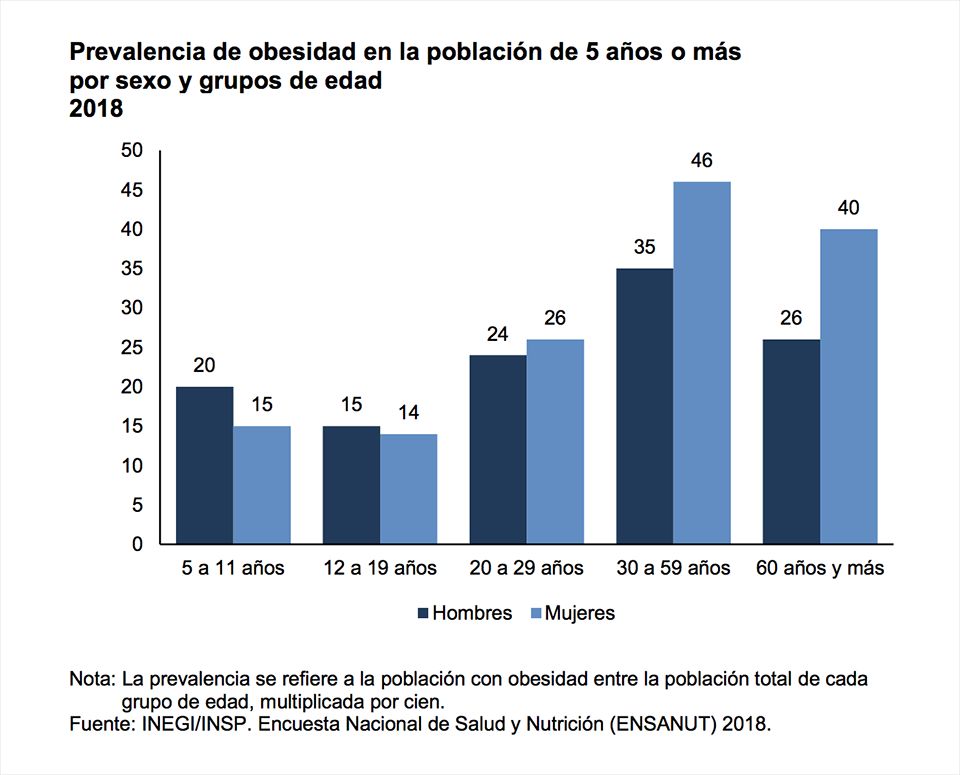 Prevalencia de obesidad en la población de 5 años o más
por sexo y grupos de edad
2018
50
45
40
35
30
25
20
15
10
5
0
20
15
15
14
24
26
35
46
26
40
5 a 11 años
12 a 19 años
20 a 29 años
30 a 59 años
60 años y más
Hombres
Mujeres
Nota: La prevalencia se refiere a la población con obesidad entre la población total de cada
grupo de edad, multiplicada por cien.
Fuente: INEGI/INSP. Encuesta Nacional de Salud y Nutrición (ENSANUT) 2018.